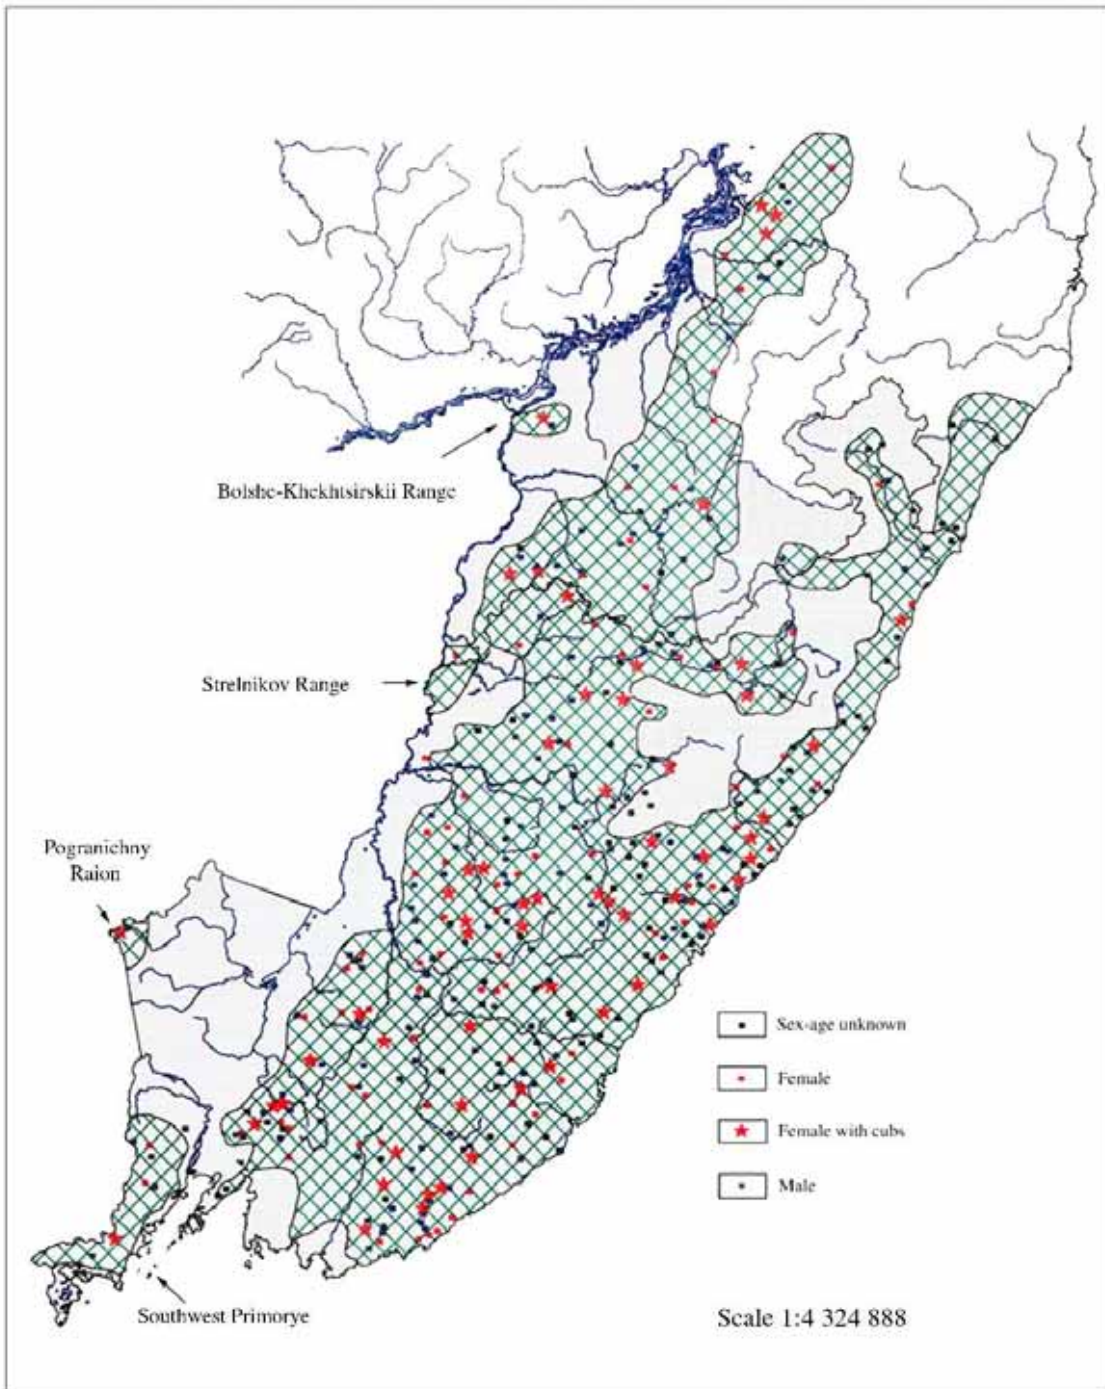 Bolshe-Khekhtsirskii Range
Strelnikov Range
Pogranichny
Raion
Sex-age unknown
Female
Female with cubs
Male
Southwest Primorye
Scale 1:4 324 888